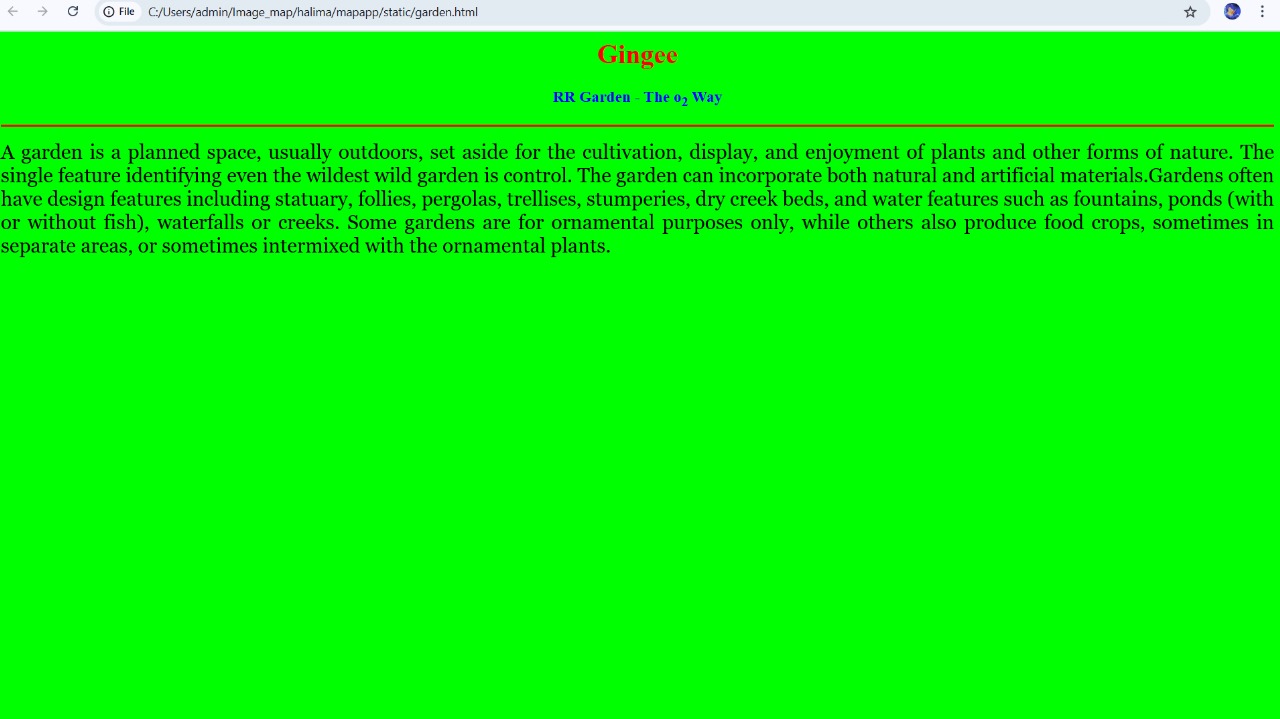 File C:/Users/admin/Image_map/halima/mapapp/static/garden.html
Gingee
RR Garden - The o₂ Way
A garden is a planned space, usually outdoors, set aside for the cultivation, display, and enjoyment of plants and other forms of nature. The
single feature identifying even the wildest wild garden is control. The garden can incorporate both natural and artificial materials.Gardens often
have design features including statuary, follies, pergolas, trellises, stumperies, dry creek beds, and water features such as fountains, ponds (with
or without fish), waterfalls or creeks. Some gardens are for ornamental purposes only, while others also produce food crops, sometimes in
separate areas, or sometimes intermixed with the ornamental plants.